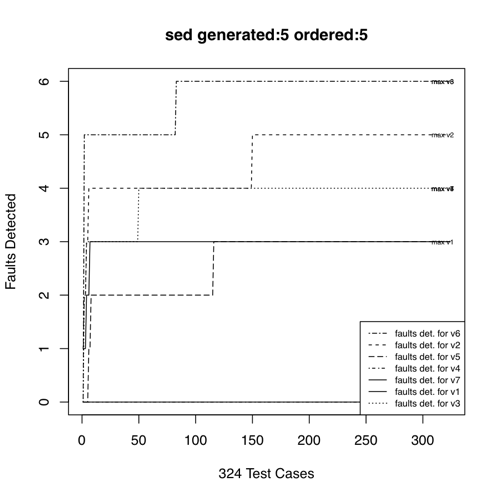 sed generated:5 ordered:5
Faults Detected
6
5
4
3
2
1
0
max v2
max v1
faults det. for v6
faults det. for v2
faults det. for v5
faults det. for v4
faults det. for v7
faults det. for v1
faults det. for v3
0 50 100 150 200 250 300
324 Test Cases